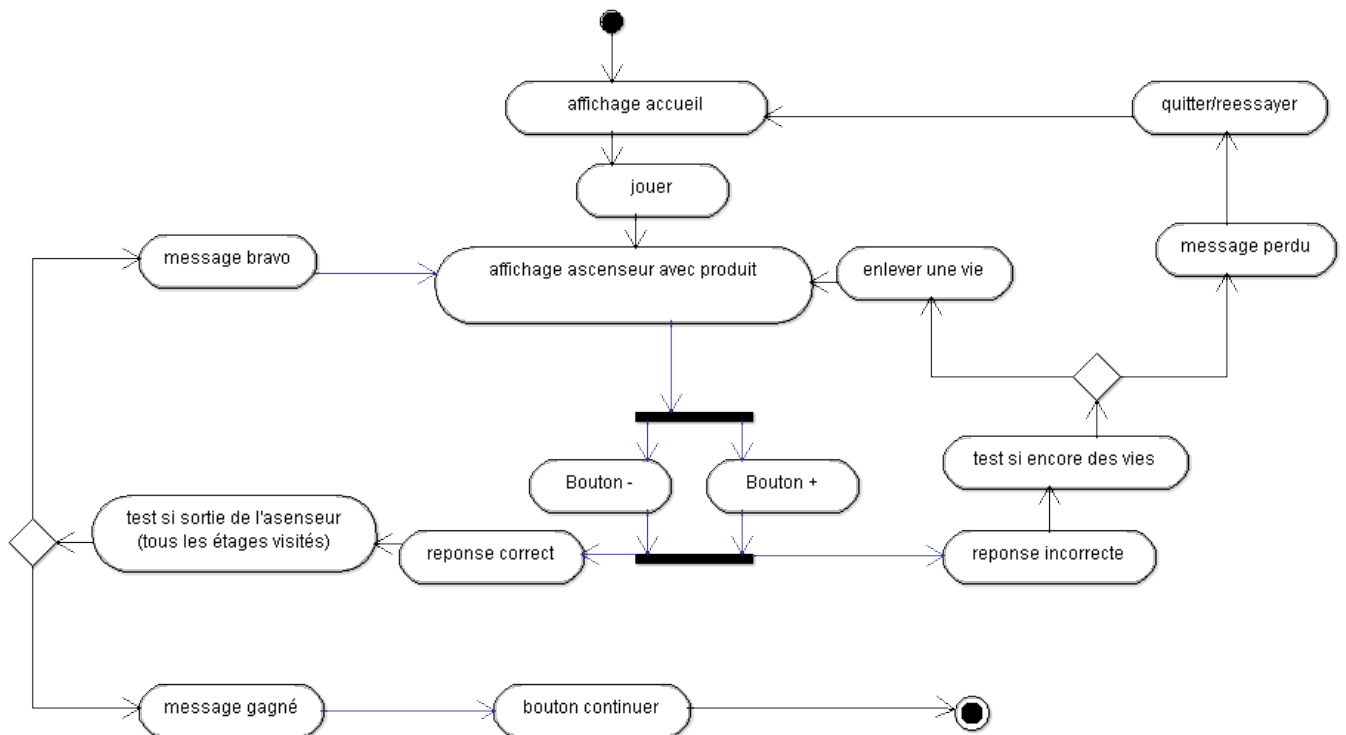 affichage accueil
quitter/reessayer
jouer
message bravo
affichage ascenseur avec produit
enlever une vie
message perdu
test si encore des vies
Bouton -
Bouton +
test si sortie de l'asenseur
(tous les étages visités)
reponse correct
reponse incorrecte
message gagné
bouton continuer